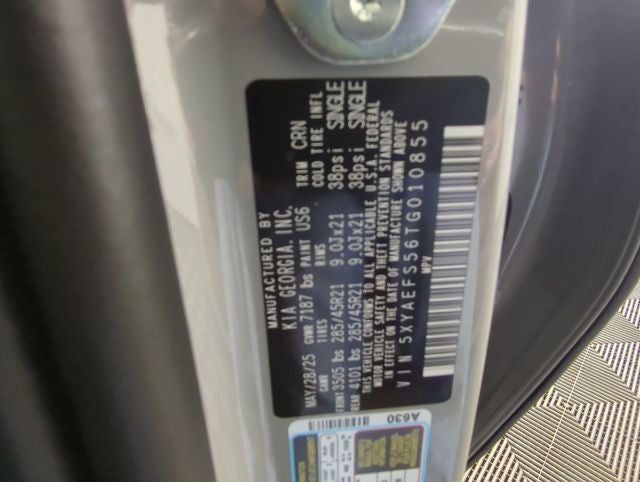 MANUFACTURED BY
KIA GEORGIA, INC.
MAY/28/25 GVWR 7187 lbs PAINT US6 TRIM CRN
GAWR TIRES RIMS COLD TIRE INFL
FRONT 3505 lbs 285/45R21 9.0Jx21 38psi SINGLE
REAR 4101 lbs 285/45R21 9.0Jx21 38psi SINGLE
THIS VEHICLE CONFORMS TO ALL APPLICABLE U.S.A. FEDERAL
MOTOR VEHICLE SAFETY AND THEFT PREVENTION STANDARDS
IN EFFECT ON THE DATE OF MANUFACTURE SHOWN ABOVE
VIN 5XYAEFS56TG010855
MPV
A630